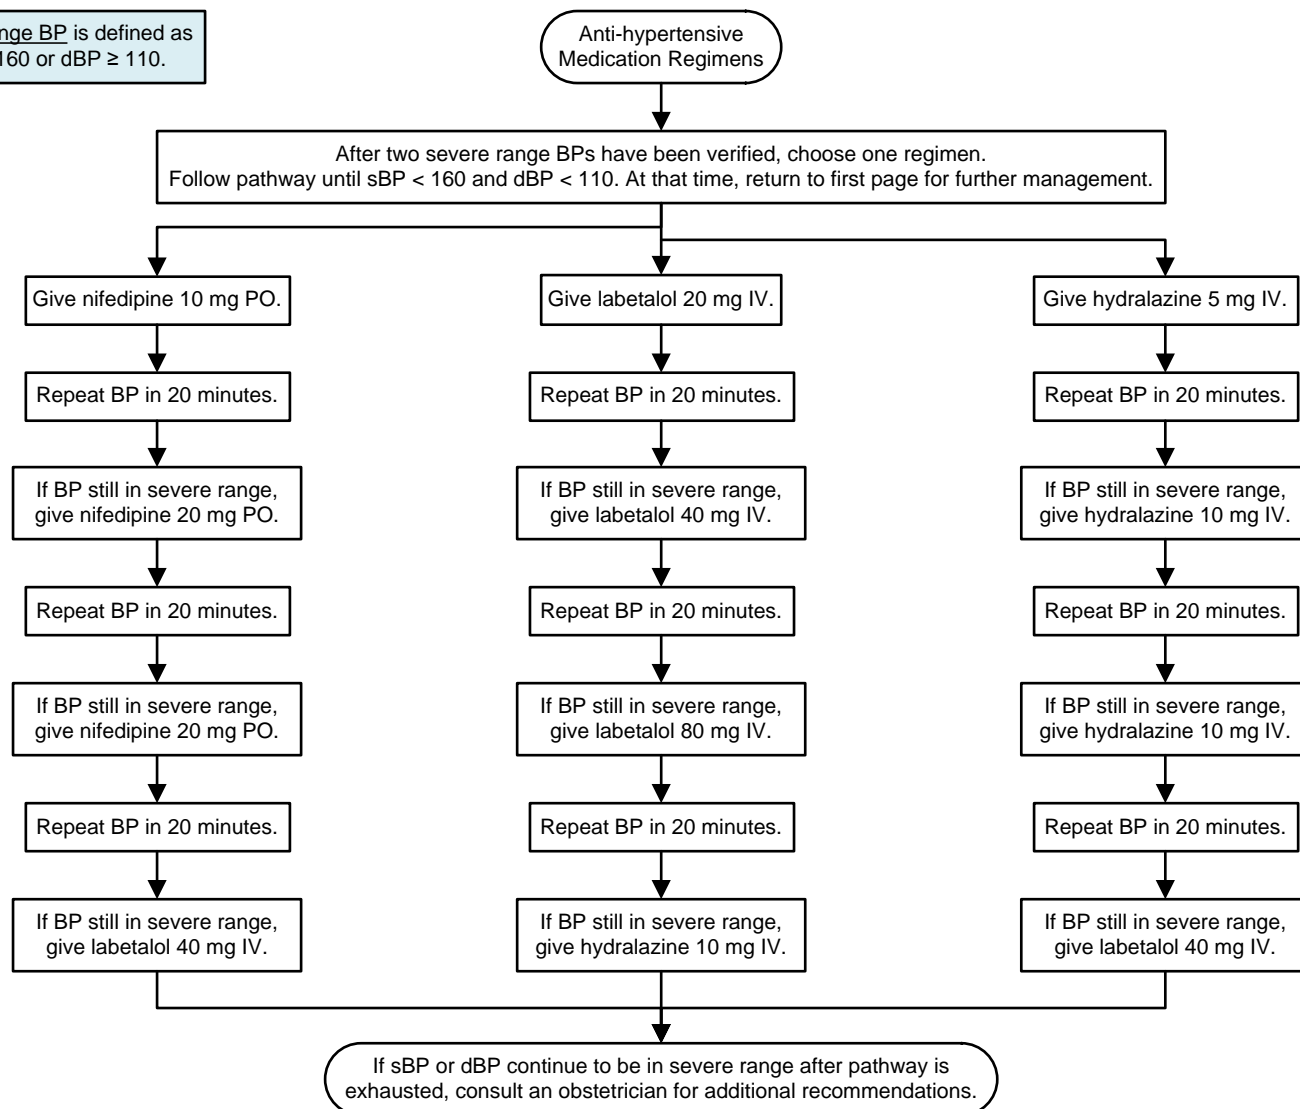 BP is defined as
160 or dBP ≥ 110.
Anti-hypertensive
Medication Regimens
After two severe range BPs have been verified, choose one regimen.
Follow pathway until sBP < 160 and dBP < 110. At that time, return to first page for further management.
Give nifedipine 10 mg PO.
Give labetalol 20 mg IV.
Give hydralazine 5 mg IV.
Repeat BP in 20 minutes.
Repeat BP in 20 minutes.
Repeat BP in 20 minutes.
If BP still in severe range,
give nifedipine 20 mg PO.
If BP still in severe range,
give labetalol 40 mg IV.
If BP still in severe range,
give hydralazine 10 mg IV.
Repeat BP in 20 minutes.
Repeat BP in 20 minutes.
Repeat BP in 20 minutes.
If BP still in severe range,
give nifedipine 20 mg PO.
If BP still in severe range,
give labetalol 80 mg IV.
If BP still in severe range,
give hydralazine 10 mg IV.
Repeat BP in 20 minutes.
Repeat BP in 20 minutes.
Repeat BP in 20 minutes.
If BP still in severe range,
give labetalol 40 mg IV.
If BP still in severe range,
give hydralazine 10 mg IV.
If BP still in severe range,
give labetalol 40 mg IV.
If sBP or dBP continue to be in severe range after pathway is
exhausted, consult an obstetrician for additional recommendations.